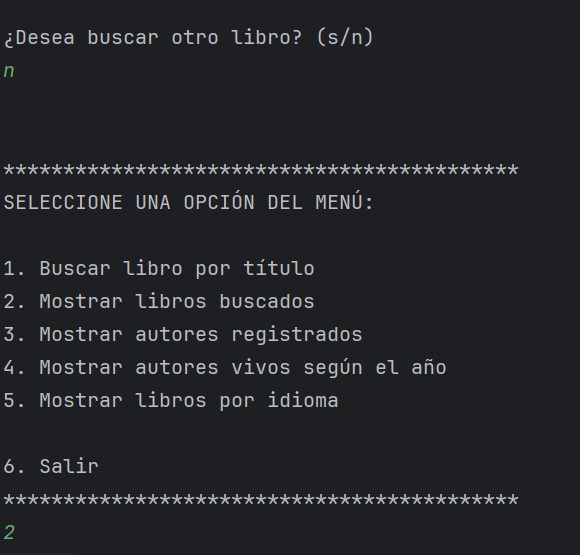 ¿Desea buscar otro libro? (s/n)
n
*******************************************
SELECCIONE UNA OPCIÓN DEL MENÚ:
1. Buscar libro por título
2. Mostrar libros buscados
3. Mostrar autores registrados
4. Mostrar autores vivos según el año
5. Mostrar libros por idioma
6. Salir
*******************************************
2